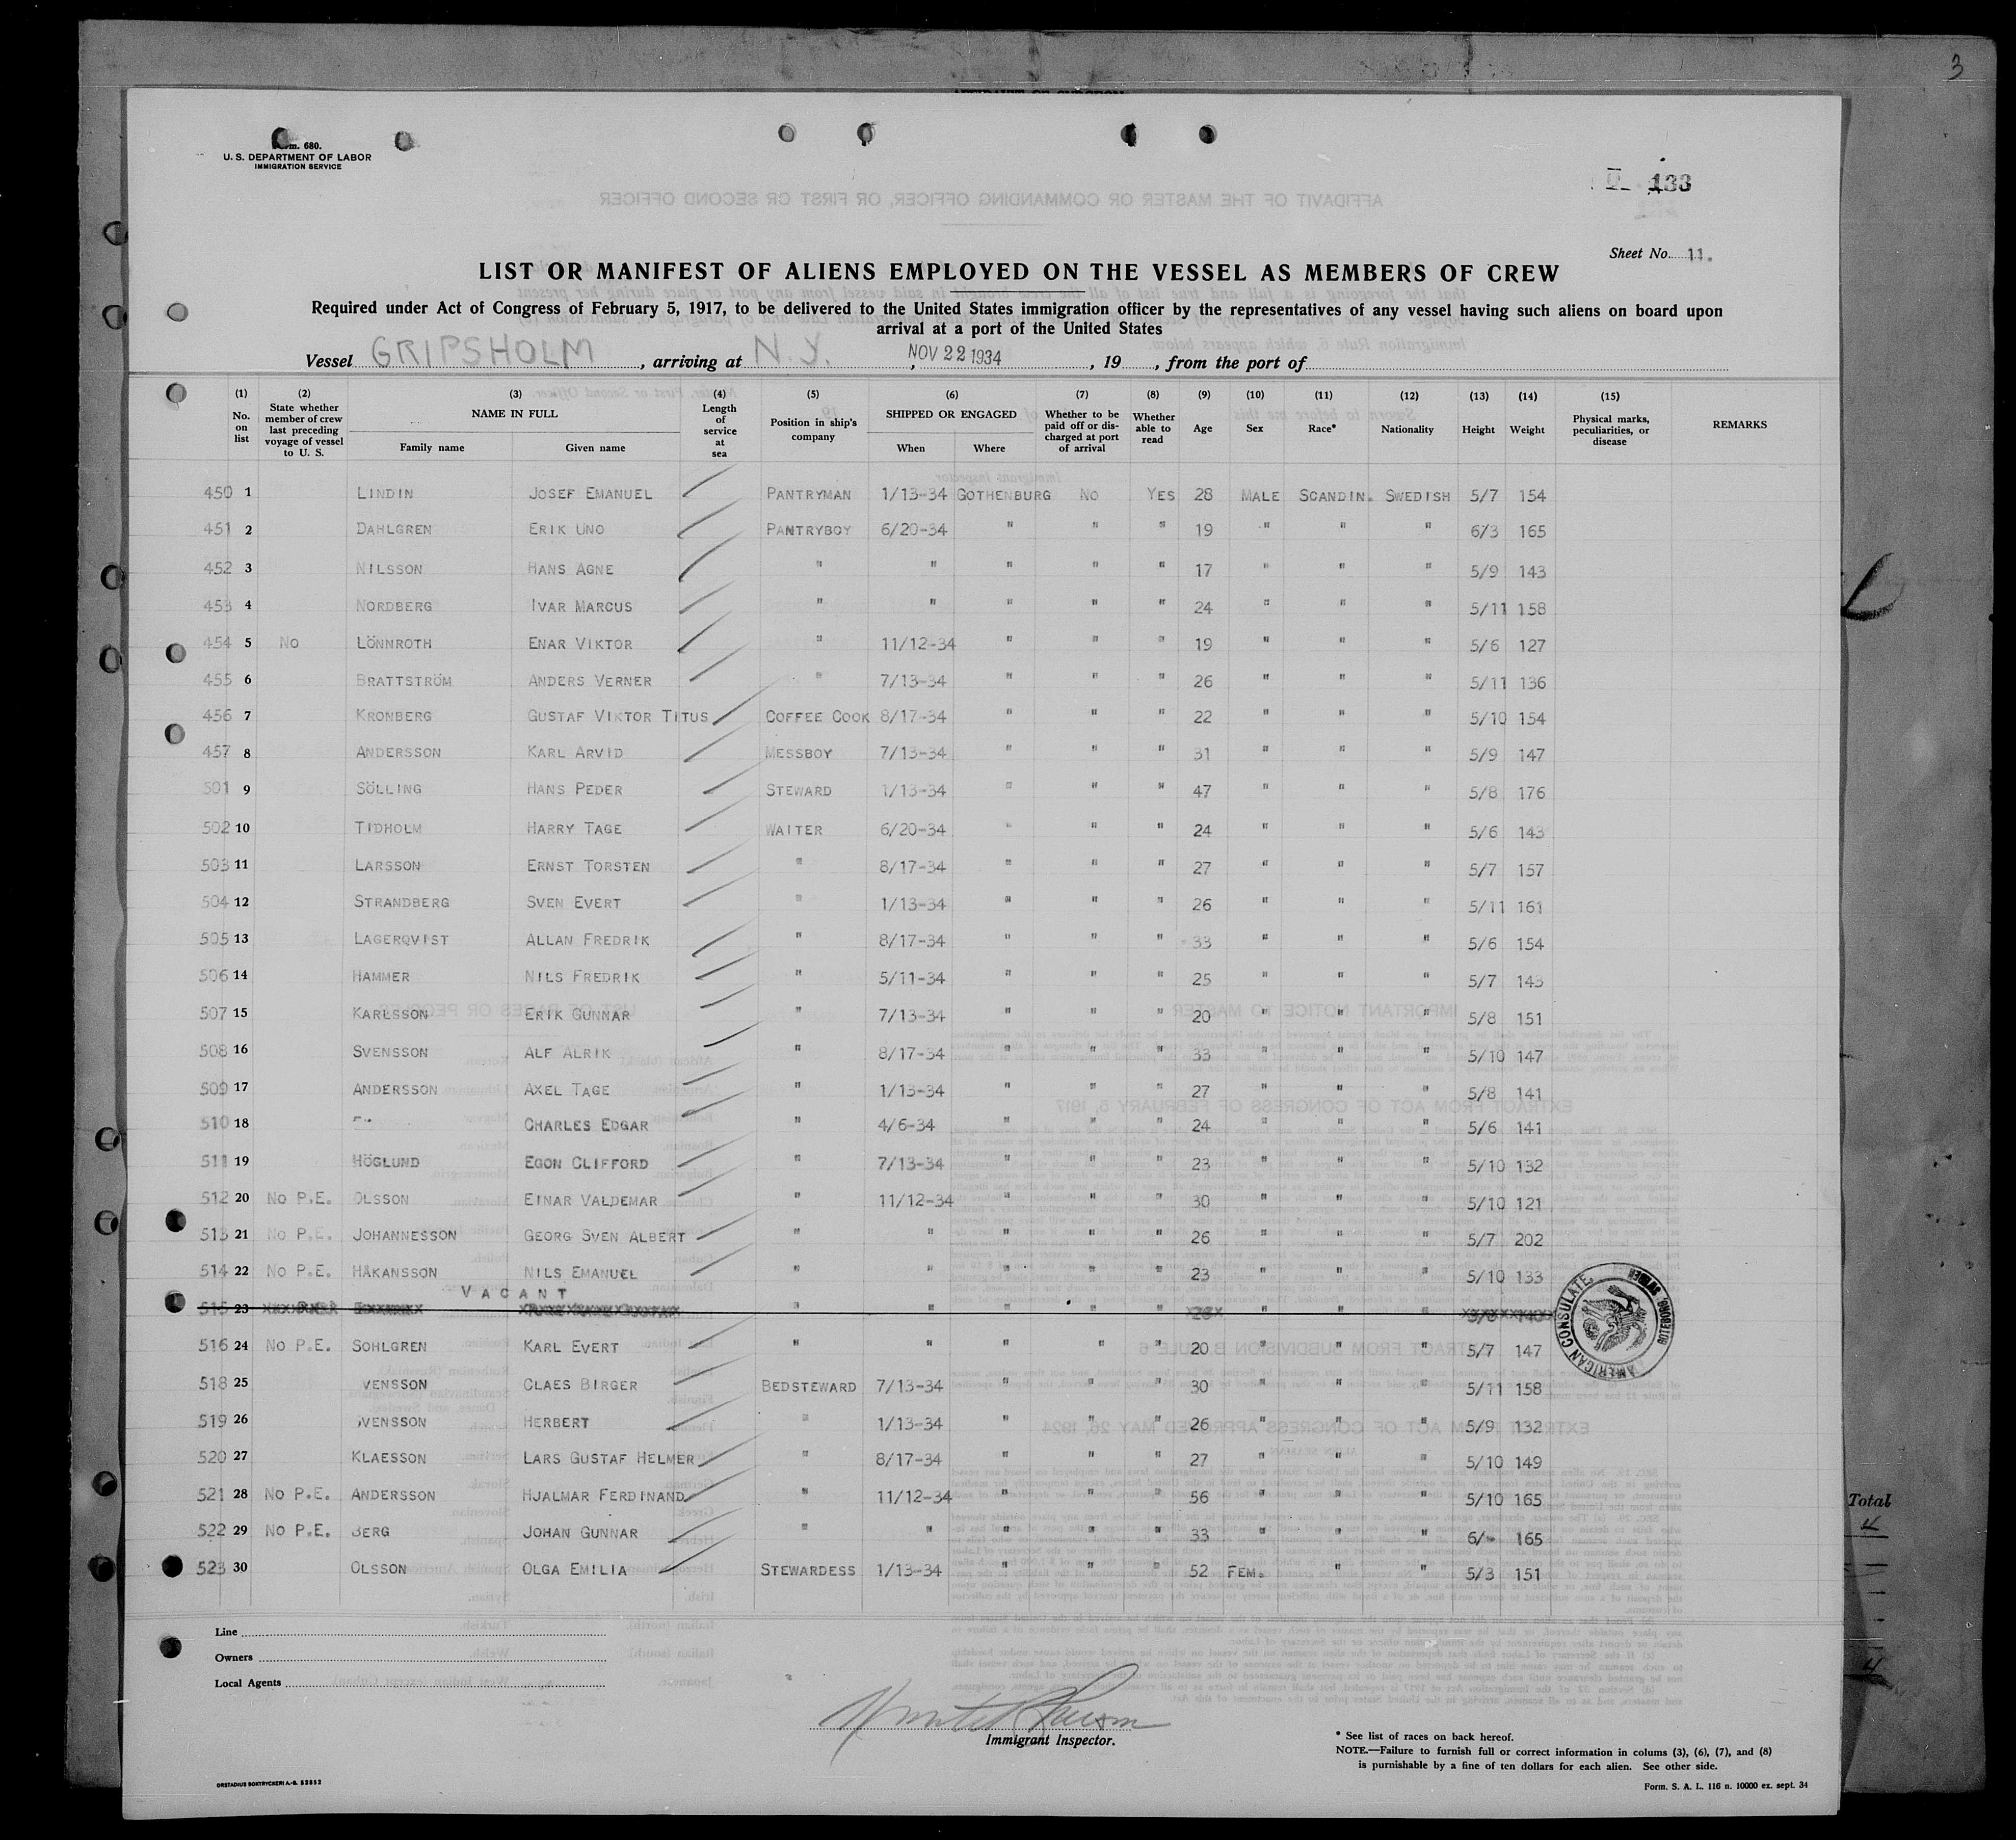 3
Form. 680.
U. S. DEPARTMENT OF LABOR
IMMIGRATION SERVICE
133
Sheet No. 11.
LIST OR MANIFEST OF ALIENS EMPLOYED ON THE VESSEL AS MEMBERS OF CREW
Required under Act of Congress of February 5, 1917, to be delivered to the United States immigration officer by the representatives of any vessel having such aliens on board upon
arrival at a port of the United States
Vessel GRIPSHOLM, arriving at N.Y., NOV 22 1934, 19, from the port of
(1) No. on list (2) State whether member of crew last preceding voyage of vessel to U. S. (3) NAME IN FULL Family name Given name (4) Length of service at sea (5) Position in ship's company (6) SHIPPED OR ENGAGED When Where (7) Whether to be paid off or discharged at port of arrival (8) Whether able to read (9) Age (10) Sex (11) Race* (12) Nationality (13) Height (14) Weight (15) Physical marks, peculiarities, or disease REMARKS
450 1 LINDIN JOSEF EMANUEL PANTRYMAN 1/13-34 GOTHENBURG NO YES 28 MALE SCANDIN. SWEDISH 5/7 154
451 2 DAHLGREN ERIK UNO PANTRYBOY 6/20-34 " " " 19 " " " 6/3 165
452 3 NILSSON HANS AGNE " " " " " 17 " " " 5/9 143
453 4 NORDBERG IVAR MARCUS " " " " " 24 " " " 5/11 158
454 5 NO LÖNNROTH ENAR VIKTOR " 11/12-34 " " " 19 " " " 5/6 127
455 6 BRATTSTRÖM ANDERS VERNER " 7/13-34 " " " 26 " " " 5/11 136
456 7 KRONBERG GUSTAF VIKTOR TITUS COFFEE COOK 8/17-34 " " " 22 " " " 5/10 154
457 8 ANDERSSON KARL ARVID MESSBOY 7/13-34 " " " 31 " " " 5/9 147
501 9 SÖLLING HANS PEDER STEWARD 1/13-34 " " " 47 " " " 5/8 176
502 10 TIDHOLM HARRY TAGE WAITER 6/20-34 " " " 24 " " " 5/6 143
503 11 LARSSON ERNST TORSTEN " 8/17-34 " " " 27 " " " 5/7 157
504 12 STRANDBERG SVEN EVERT " 1/13-34 " " " 26 " " " 5/11 161
505 13 LAGERQVIST ALLAN FREDRIK " 8/17-34 " " " 33 " " " 5/6 154
506 14 HAMMER NILS FREDRIK " 5/11-34 " " " 25 " " " 5/7 143
507 15 KARLSSON ERIK GUNNAR " 7/13-34 " " " 20 " " " 5/8 151
508 16 SVENSSON ALF ALRIK " 8/17-34 " " " 33 " " " 5/10 147
509 17 ANDERSSON AXEL TAGE " 1/13-34 " " " 27 " " " 5/8 141
510 18 CHARLES EDGAR " 4/6-34 " " " 24 " " " 5/6 141
511 19 HÖGLUND EGON CLIFFORD " 7/13-34 " " " 23 " " " 5/10 132
512 20 NO P.E. OLSSON EINAR VALDEMAR " 11/12-34 " " " 30 " " " 5/10 121
513 21 NO P.E. JOHANNESSON GEORG SVEN ALBERT " " " " " 26 " " " 5/7 202
514 22 NO P.E. HÅKANSSON NILS EMANUEL " " " " " 23 " " " 5/10 133
VACANT
515 23 " " " " " " " "
516 24 NO P.E. SOHLGREN KARL EVERT " " " " " 20 " " " 5/7 147
518 25 VENSSON CLAES BIRGER BEDSTEWARD 7/13-34 " " " 30 " " " 5/11 158
519 26 VENSSON HERBERT " 1/13-34 " " " 26 " " " 5/9 132
520 27 KLAESSON LARS GUSTAF HELMER " 8/17-34 " " " 27 " " " 5/10 149
521 28 NO P.E. ANDERSSON HJALMAR FERDINAND " 11/12-34 " " " 56 " " " 5/10 165
522 29 NO P.E. BERG JOHAN GUNNAR " " " " " 33 " " " 6/- 165
523 30 OLSSON OLGA EMILIA STEWARDESS 1/13-34 " " " 52 FEM. " " 5/3 151
AMERICAN CONSULATE, GOTEBORG, SWEDEN
Total
4
4
Line
Owners
Local Agents
Immigrant Inspector.
* See list of races on back hereof.
NOTE.—Failure to furnish full or correct information in colums (3), (6), (7), and (8)
is purnishable by a fine of ten dollars for each alien. See other side.
ORSTADIUS BOKTRYCKERI A.-B. 52852
Form. S. A. L. 116 n. 10000 ex. sept. 34